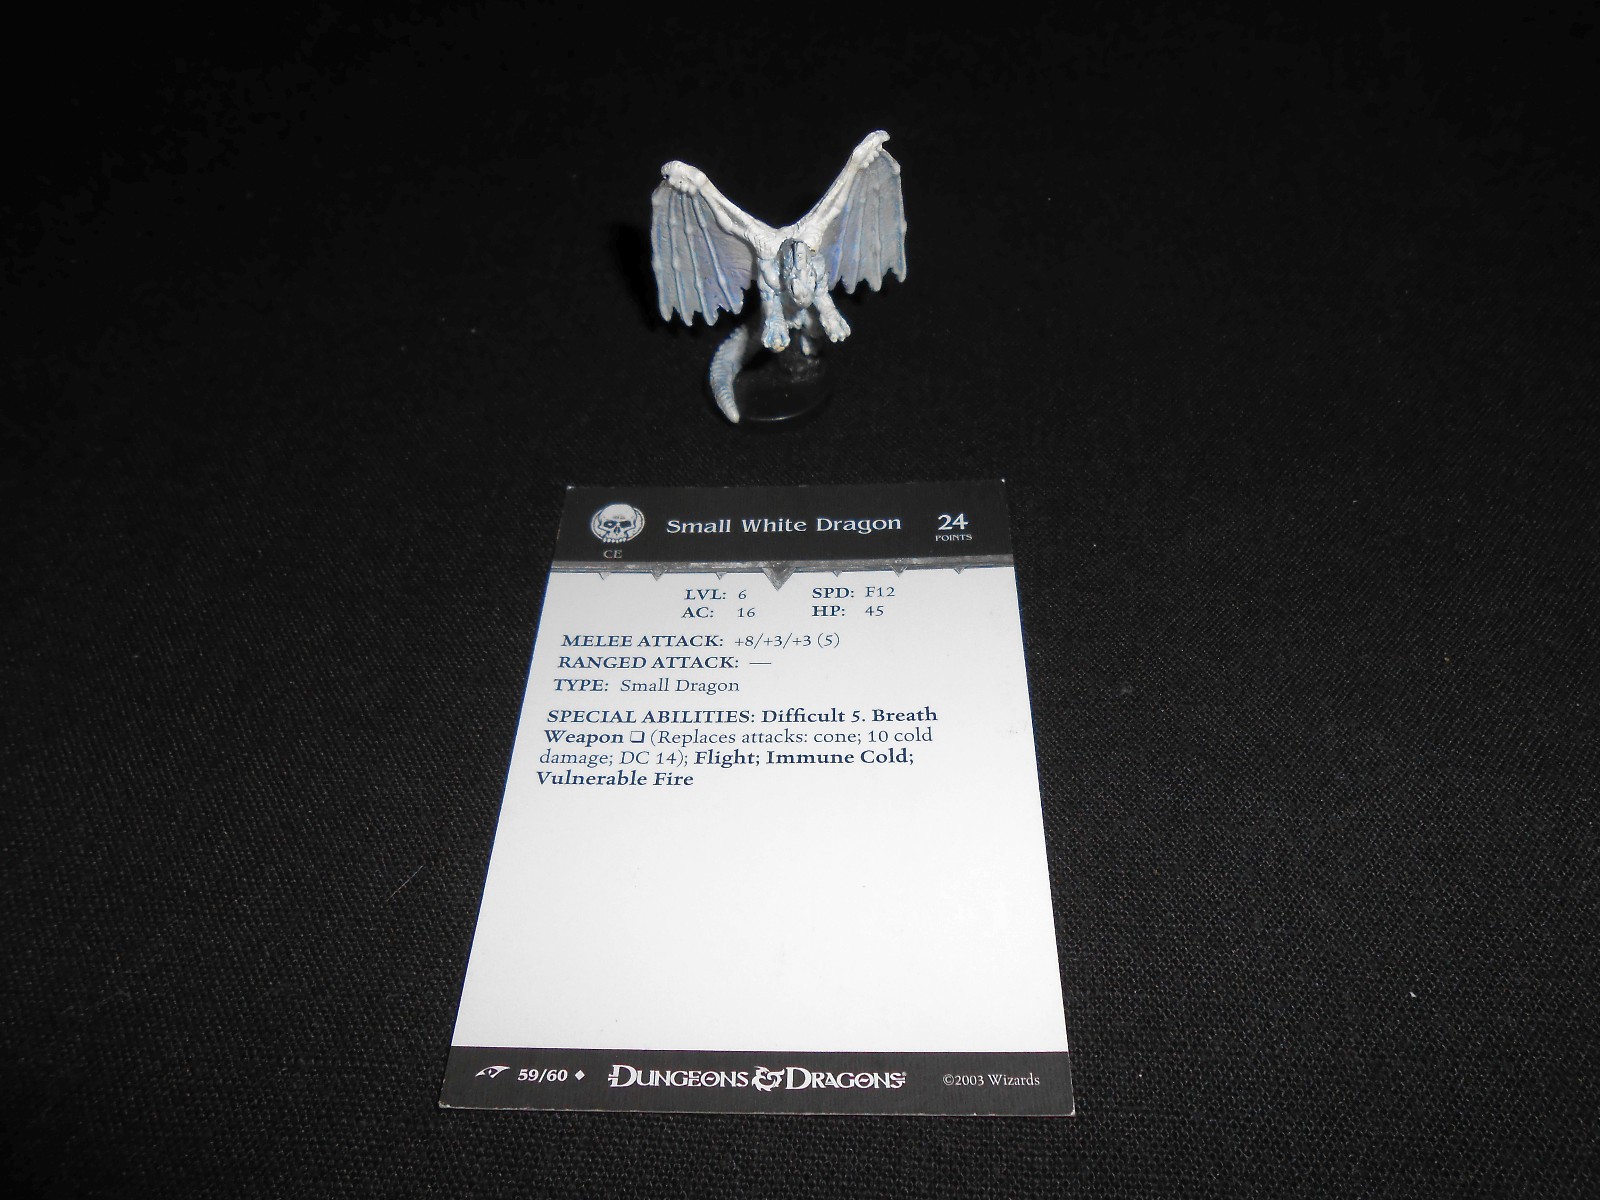 Small White Dragon
24
POINTS
CE
LVL: 6 SPD: F12
AC: 16 HP: 45
MELEE ATTACK: +8/+3/+3 (5)
RANGED ATTACK: —
TYPE: Small Dragon
SPECIAL ABILITIES: Difficult 5. Breath
Weapon ❏ (Replaces attacks: cone; 10 cold
damage; DC 14); Flight; Immune Cold;
Vulnerable Fire
59/60 ◆ DUNGEONS & DRAGONS® ©2003 Wizards